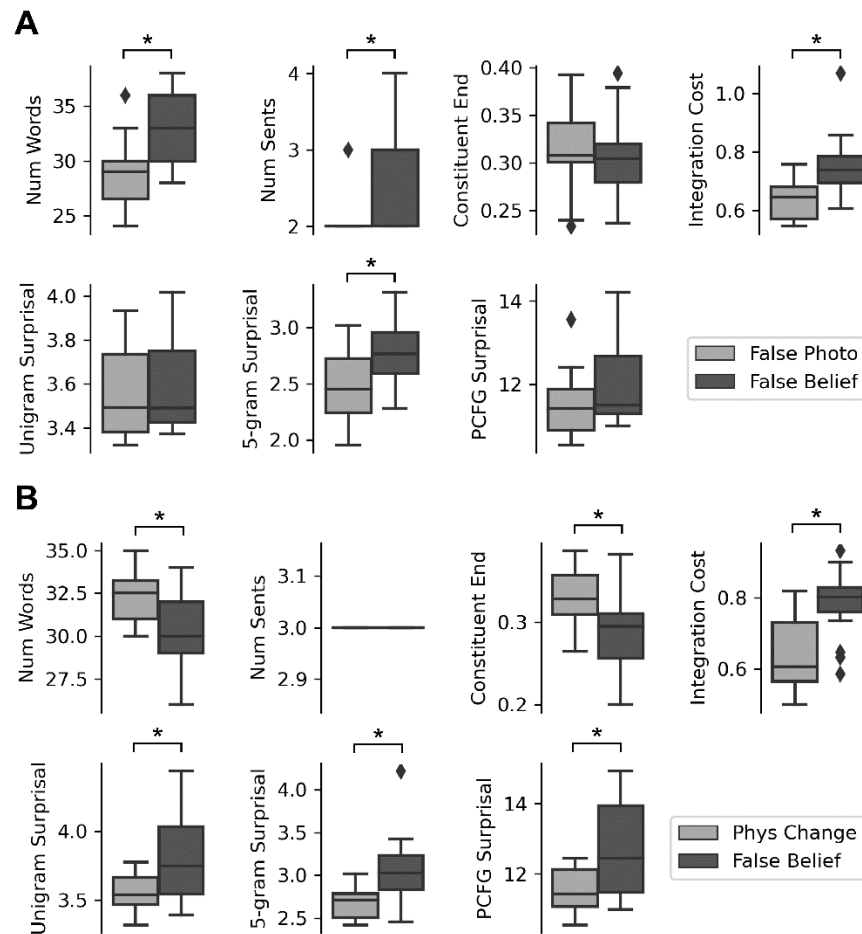 A
*
*
*
Num Words
35
30
25
Num Sents
4
3
2
Constituent End
0.40
0.35
0.30
0.25
Integration Cost
1.0
0.8
0.6
*
Unigram Surprisal
4.0
3.8
3.6
3.4
5-gram Surprisal
3.0
2.5
2.0
PCFG Surprisal
14
12
False Photo
False Belief
B
*
*
*
Num Words
35.0
32.5
30.0
27.5
Num Sents
3.1
3.0
2.9
Constituent End
0.3
0.2
Integration Cost
0.8
0.6
*
*
*
Unigram Surprisal
4.0
3.5
5-gram Surprisal
4.0
3.5
3.0
2.5
PCFG Surprisal
14
12
Phys Change
False Belief